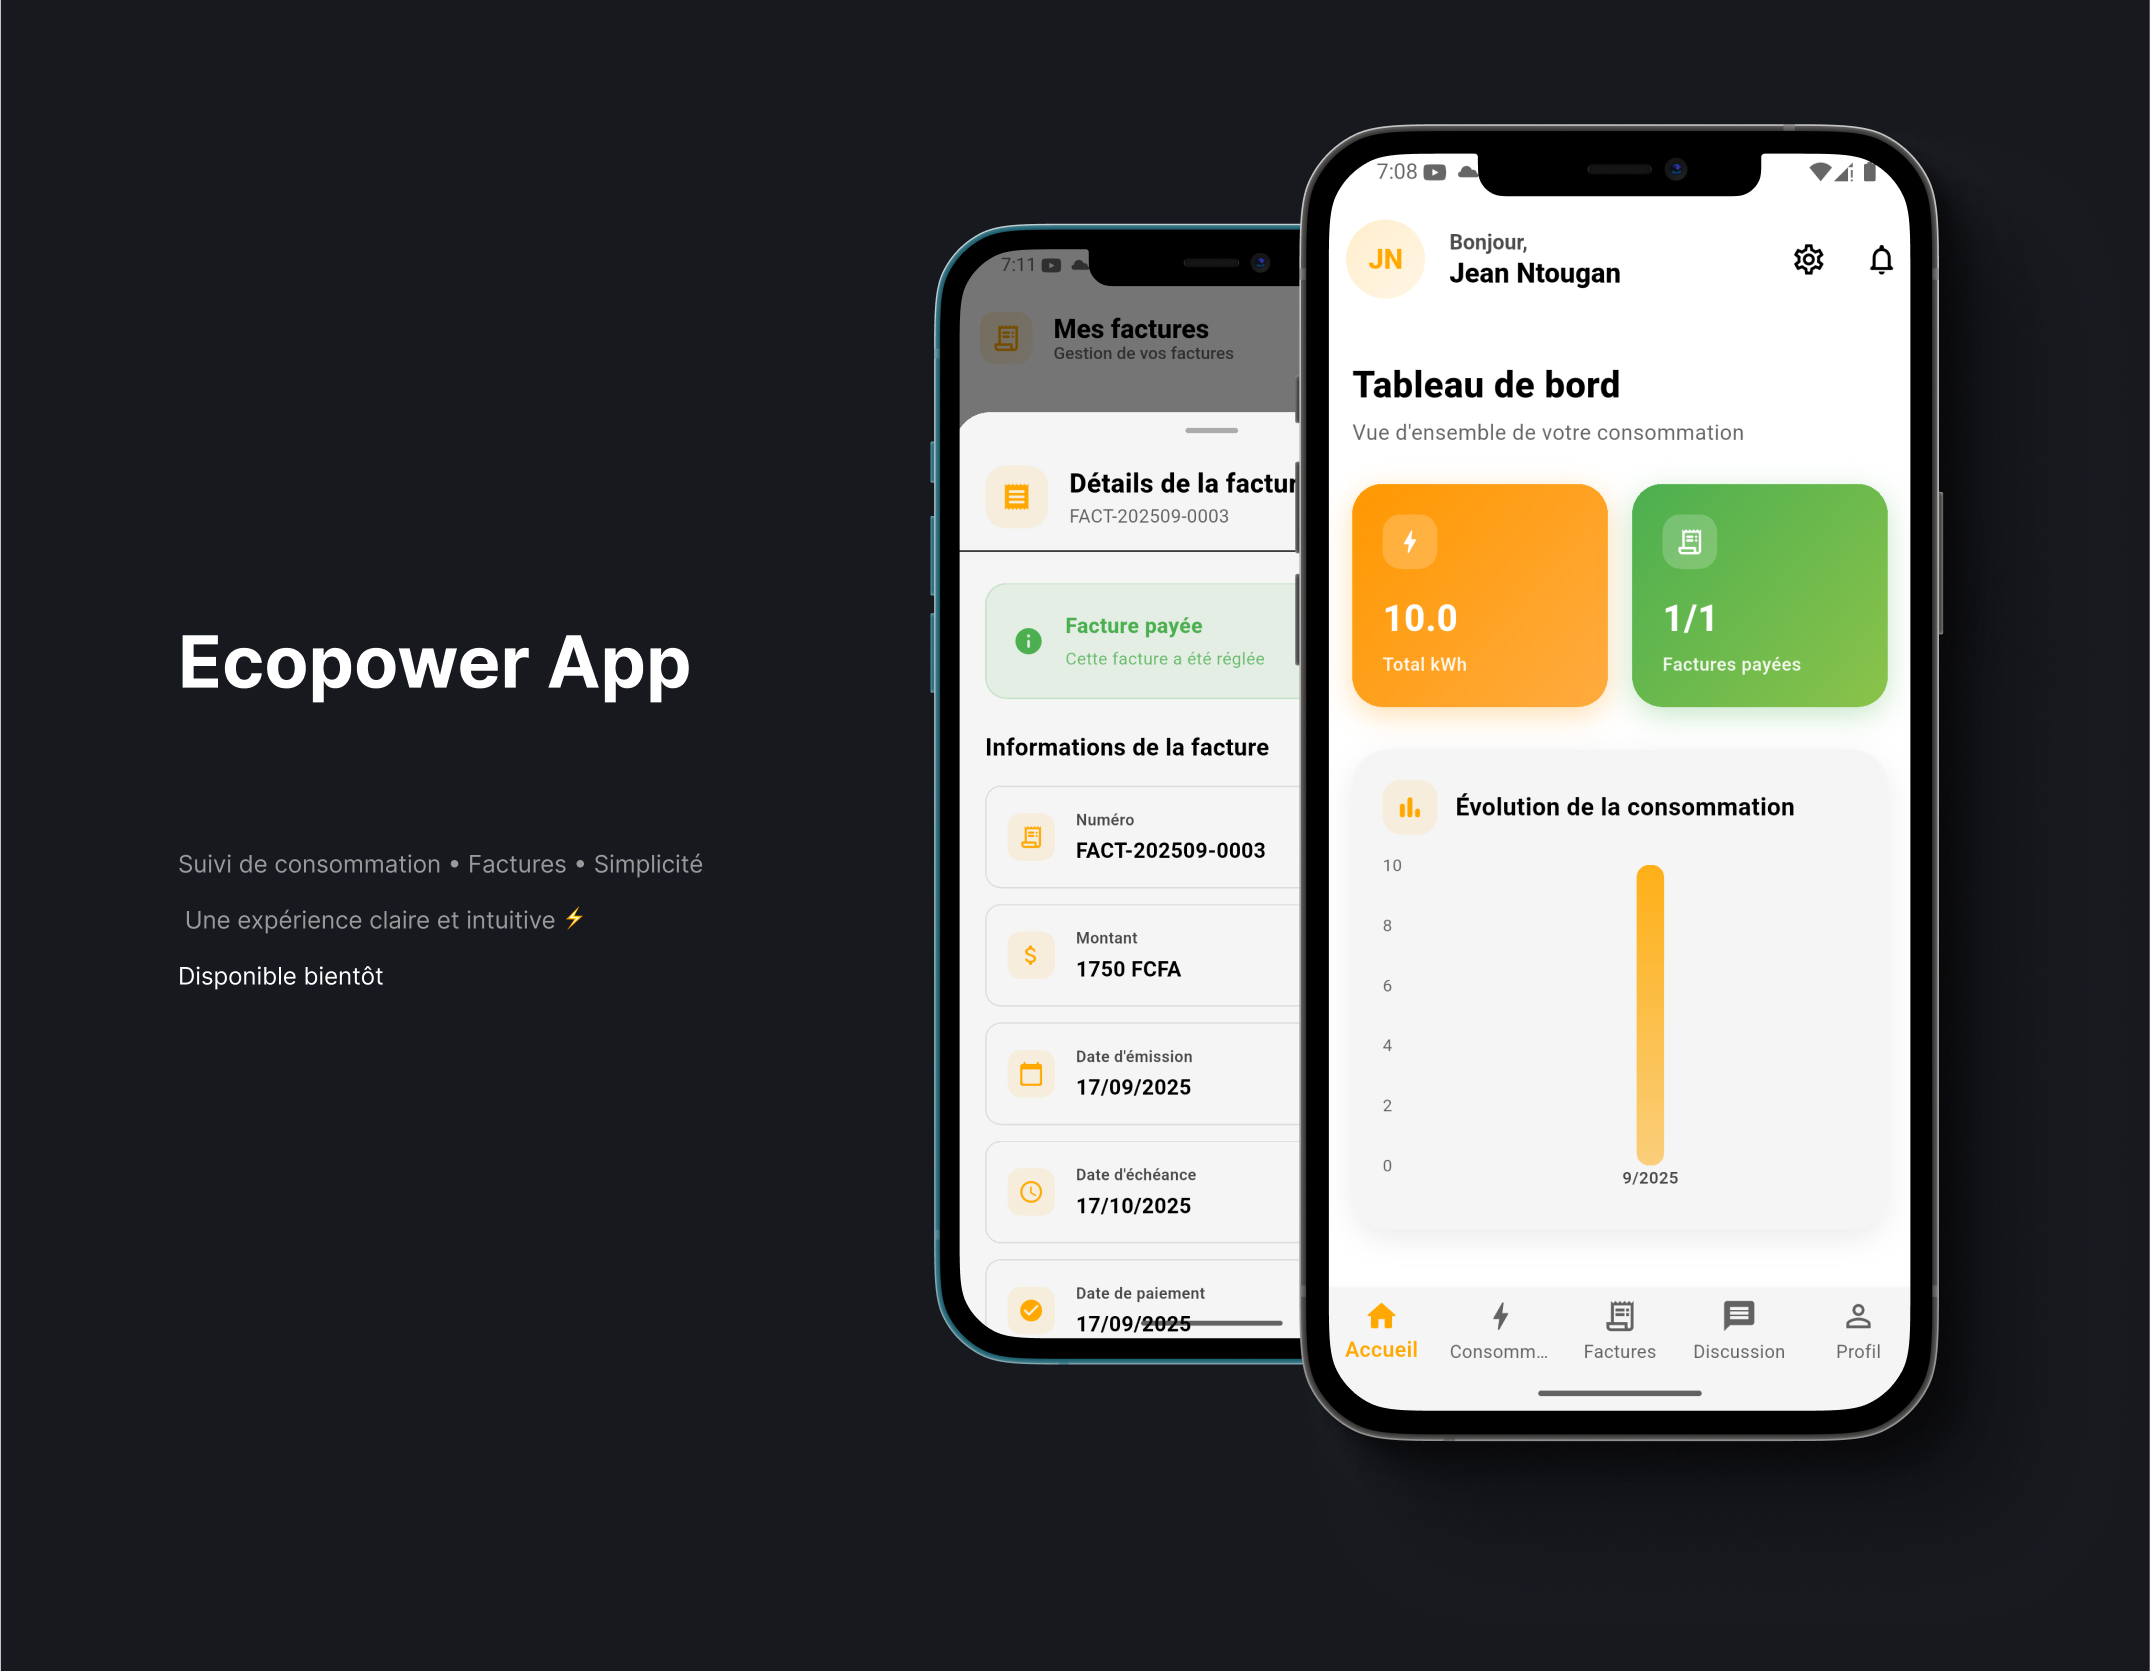 Ecopower App
Suivi de consommation • Factures • Simplicité
Une expérience claire et intuitive ⚡
Disponible bientôt
7:11
Mes factures
Gestion de vos factures
Détails de la factur
FACT-202509-0003
Facture payée
Cette facture a été réglée
Informations de la facture
Numéro
FACT-202509-0003
Montant
1750 FCFA
Date d'émission
17/09/2025
Date d'échéance
17/10/2025
Date de paiement
17/09/2025
7:08
JN
Bonjour,
Jean Ntougan
Tableau de bord
Vue d'ensemble de votre consommation
10.0
Total kWh
1/1
Factures payées
Évolution de la consommation
10
8
6
4
2
0
9/2025
Accueil
Consomm...
Factures
Discussion
Profil